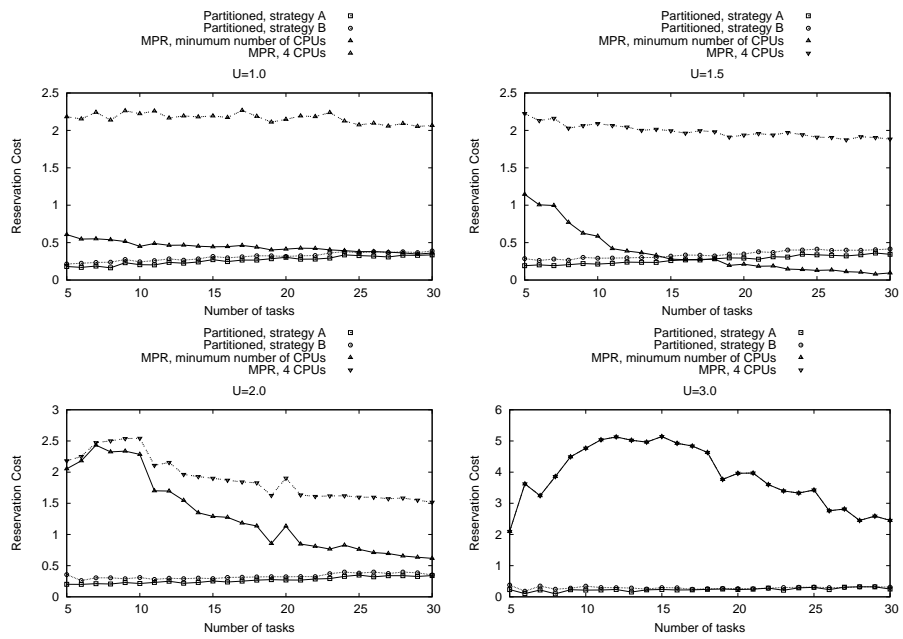 Partitioned, strategy A
Partitioned, strategy B
MPR, minumum number of CPUs
MPR, 4 CPUs
U=1.0
Reservation Cost
2.5
2
1.5
1
0.5
0
5 10 15 20 25 30
Number of tasks
Partitioned, strategy A
Partitioned, strategy B
MPR, minumum number of CPUs
MPR, 4 CPUs
U=1.5
Reservation Cost
2.5
2
1.5
1
0.5
0
5 10 15 20 25 30
Number of tasks
Partitioned, strategy A
Partitioned, strategy B
MPR, minumum number of CPUs
MPR, 4 CPUs
U=2.0
Reservation Cost
3
2.5
2
1.5
1
0.5
0
5 10 15 20 25 30
Number of tasks
Partitioned, strategy A
Partitioned, strategy B
MPR, minumum number of CPUs
MPR, 4 CPUs
U=3.0
Reservation Cost
6
5
4
3
2
1
0
5 10 15 20 25 30
Number of tasks